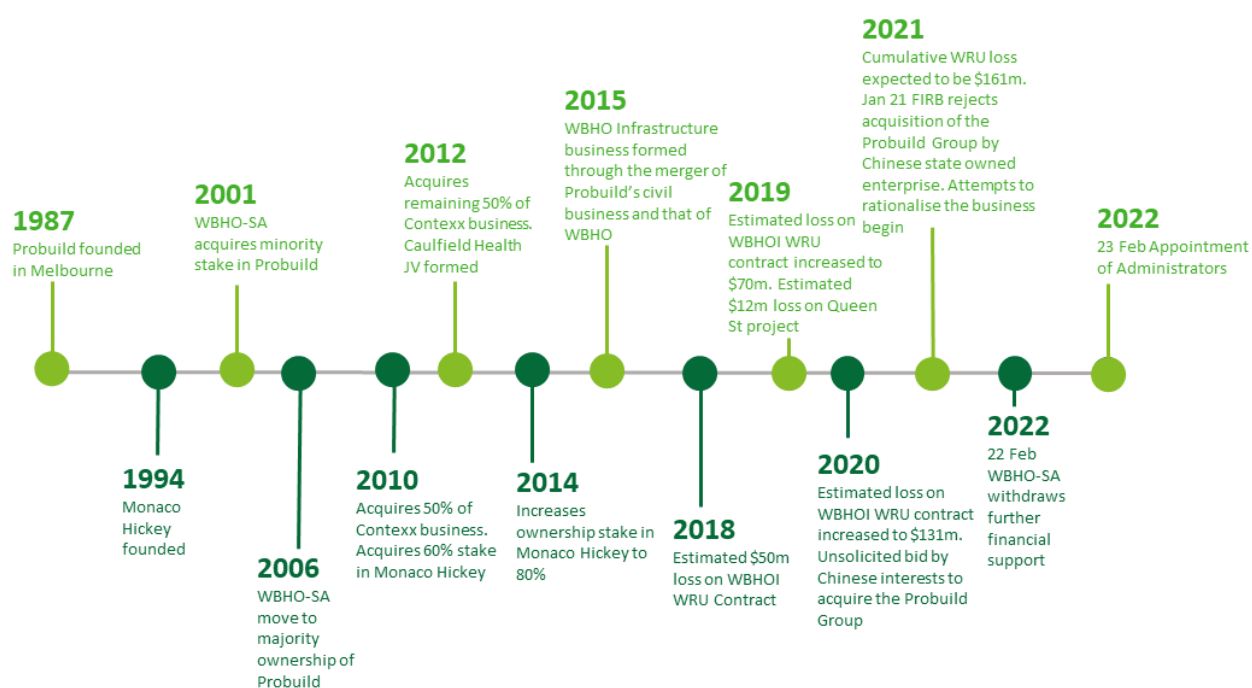 1987
Probuild founded
in Melbourne
1994
Monaco
Hickey
founded
2001
WBHO-SA
acquires minority
stake in Probuild
2006
WBHO-SA
move to
majority
ownership of
Probuild
2010
Acquires 50% of
Contexx business.
Acquires 60% stake
in Monaco Hickey
2012
Acquires
remaining 50% of
Contexx business.
Caulfield Health
JV formed
2014
Increases
ownership stake in
Monaco Hickey to
80%
2015
WBHO Infrastructure
business formed
through the merger of
Probuild's civil
business and that of
WBHO
2018
Estimated $50m
loss on WBHOI
WRU Contract
2019
Estimated loss on
WBHOI WRU
contract increased to
$70m. Estimated
$12m loss on Queen
St project
2020
Estimated loss on
WBHOI WRU contract
increased to $131m.
Unsolicited bid by
Chinese interests to
acquire the Probuild
Group
2021
Cumulative WRU loss
expected to be $161m.
Jan 21 FIRB rejects
acquisition of the
Probuild Group by
Chinese state owned
enterprise. Attempts to
rationalise the business
begin
2022
22 Feb
WBHO-SA
withdraws
further
financial
support
2022
23 Feb Appointment
of Administrators